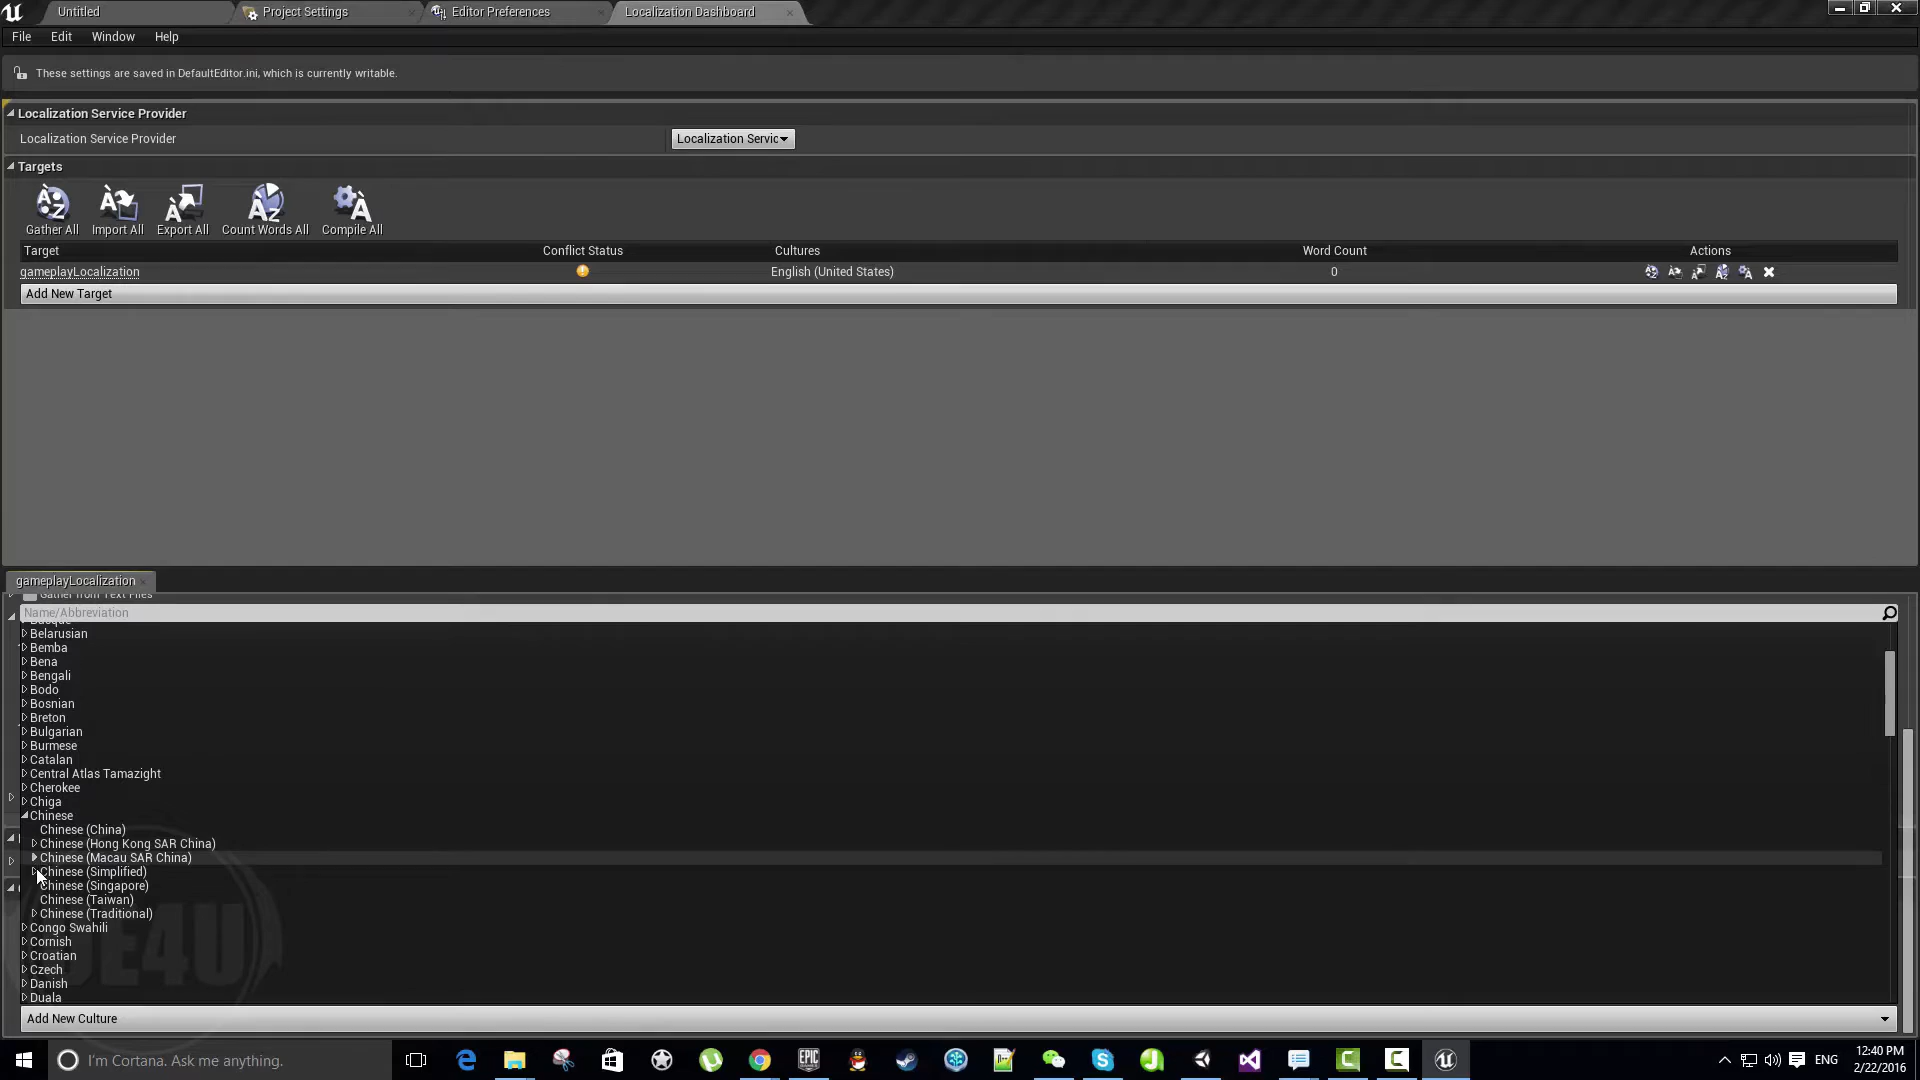 Untitled
Project Settings
Editor Preferences
Localization Dashboard
File Edit Window Help
These settings are saved in DefaultEditor.ini, which is currently writable.
Localization Service Provider
Localization Service Provider
Localization Servic
Targets
Gather All Import All Export All Count Words All Compile All
Target Conflict Status Cultures Word Count Actions
gameplayLocalization English (United States) 0
Add New Target
gameplayLocalization
Gather from Text Files
Name/Abbreviation
Basque
Belarusian
Bemba
Bena
Bengali
Bodo
Bosnian
Breton
Bulgarian
Burmese
Catalan
Central Atlas Tamazight
Cherokee
Chiga
Chinese
Chinese (China)
Chinese (Hong Kong SAR China)
Chinese (Macau SAR China)
Chinese (Simplified)
Chinese (Singapore)
Chinese (Taiwan)
Chinese (Traditional)
Congo Swahili
Cornish
Croatian
Czech
Danish
Duala
Add New Culture
I'm Cortana. Ask me anything.
EPIC
ENG
12:40 PM
2/22/2016